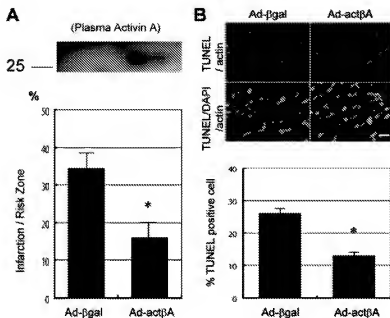 A
(Plasma Activin A)
25
%
50
40
30
20
10
0
Infarction / Risk Zone
*
Ad-βgal Ad-actβA
B
Ad-βgal Ad-actβA
TUNEL
/ actin
TUNEL/DAPI
/actin
40
30
20
10
0
% TUNEL positive cell
*
Ad-βgal Ad-actβA